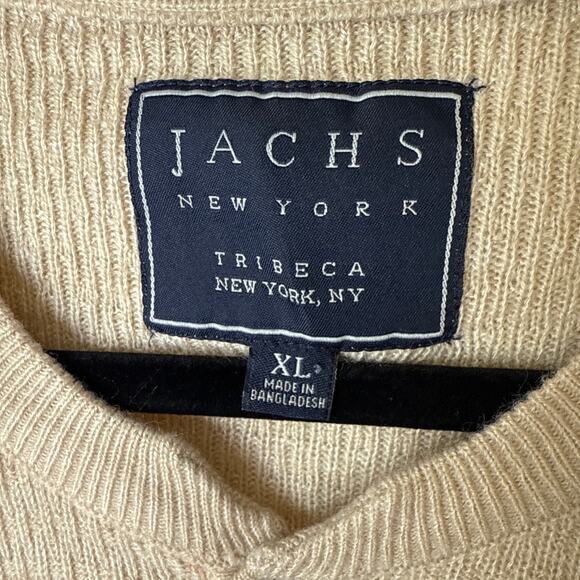 JACHS
NEW YORK
TRIBECA
NEW YORK, NY
XL
MADE IN
BANGLADESH